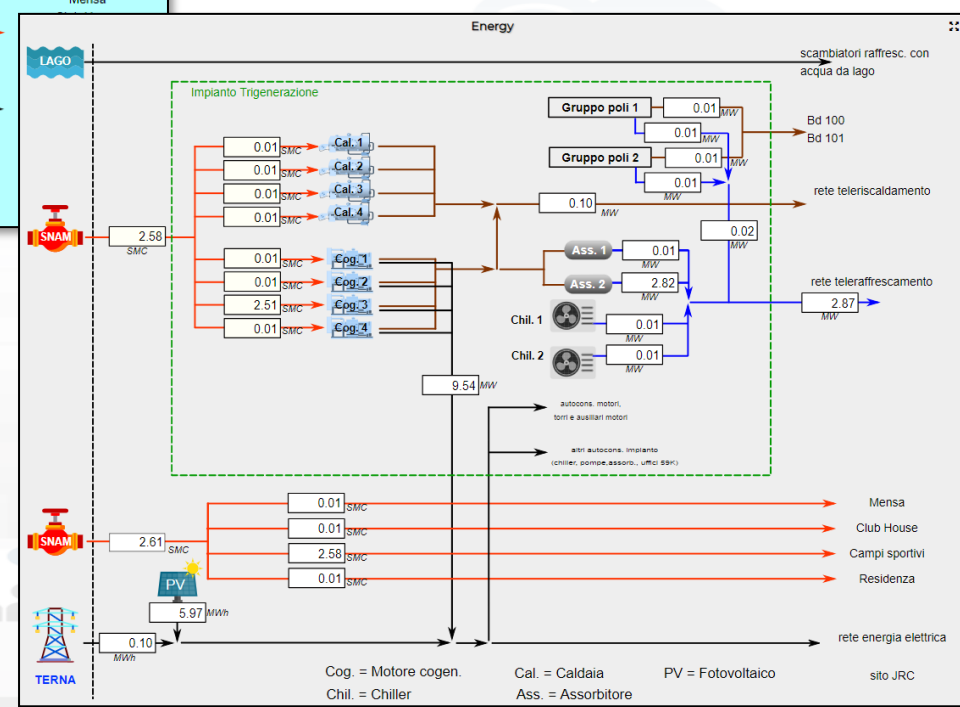 Mensa
Energy
LAGO
scambiatori raffresc. con
acqua da lago
Impianto Trigenerazione
Gruppo poli 1
0.01 MW
0.01 MW
Bd 100
Bd 101
Gruppo poli 2
0.01 MW
0.01 MW
0.01 SMC Cal. 1
0.01 SMC Cal. 2
0.01 SMC Cal. 3
0.01 SMC Cal. 4
rete teleriscaldamento
0.10 MW
SNAM
2.58 SMC
0.02 MW
0.01 SMC Cog. 1
0.01 SMC Cog. 2
2.51 SMC Cog. 3
0.01 SMC Cog. 4
Ass. 1 0.01 MW
Ass. 2 2.82 MW
rete teleraffrescamento
2.87 MW
Chil. 1
0.01 MW
Chil. 2
0.01 MW
9.54 MW
autocons. motori,
torri e ausiliari motori
altri autocons. impianto
(chiller, pompe,assorb., uffici 59K)
0.01 SMC Mensa
0.01 SMC Club House
SNAM
2.61 SMC
2.58 SMC Campi sportivi
0.01 SMC Residenza
PV
5.97 MWh
0.10 MWh
rete energia elettrica
TERNA
Cog. = Motore cogen.
Cal. = Caldaia
PV = Fotovoltaico
sito JRC
Chil. = Chiller
Ass. = Assorbitore